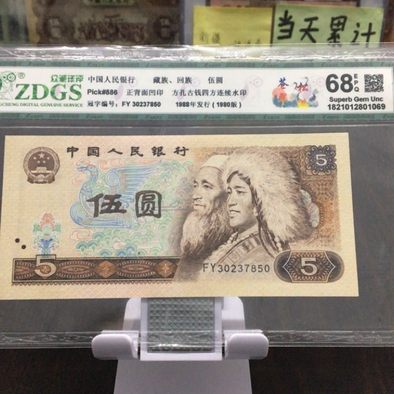 当天累计
众诚评级
ZDGS
ZHONGCHENG DIGITAL GENUINE SERVICE
中国人民银行 藏族、回族 伍圆
Pick#886 正背面凹印 方孔古钱四方连续水印
冠字编号: FY 30237850 1988年发行 (1980版)
苍松
68 EPQ
Superb Gem Unc
1821012801069
中国人民银行
5
伍圆
FY30237850
5
5